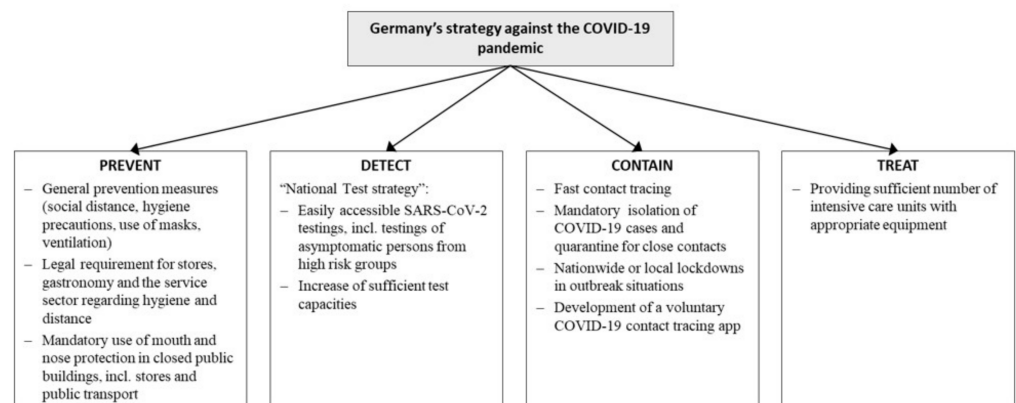 Germany's strategy against the COVID-19
pandemic
PREVENT
– General prevention measures
(social distance, hygiene
precautions, use of masks,
ventilation)
– Legal requirement for stores,
gastronomy and the service
sector regarding hygiene and
distance
– Mandatory use of mouth and
nose protection in closed public
buildings, incl. stores and
public transport
DETECT
“National Test strategy”:
– Easily accessible SARS-CoV-2
testings, incl. testings of
asymptomatic persons from
high risk groups
– Increase of sufficient test
capacities
CONTAIN
– Fast contact tracing
– Mandatory isolation of
COVID-19 cases and
quarantine for close contacts
– Nationwide or local lockdowns
in outbreak situations
– Development of a voluntary
COVID-19 contact tracing app
TREAT
– Providing sufficient number of
intensive care units with
appropriate equipment